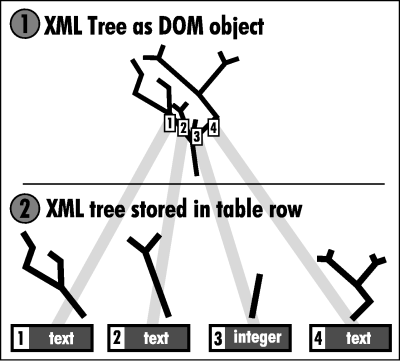 1 XML Tree as DOM object
1 2 3 4
2 XML tree stored in table row
1 text 2 text 3 integer 4 text